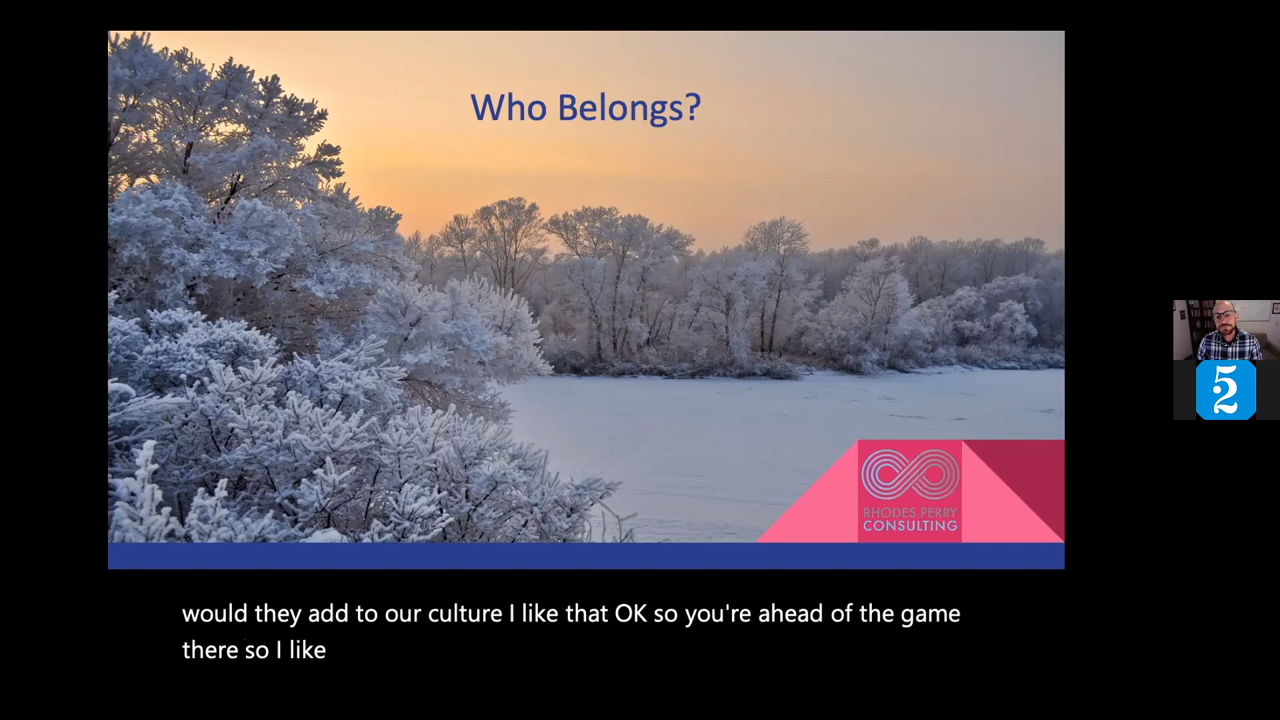 Who Belongs?
RHODES PERRY
CONSULTING
5
2
would they add to our culture I like that OK so you're ahead of the game
there so I like